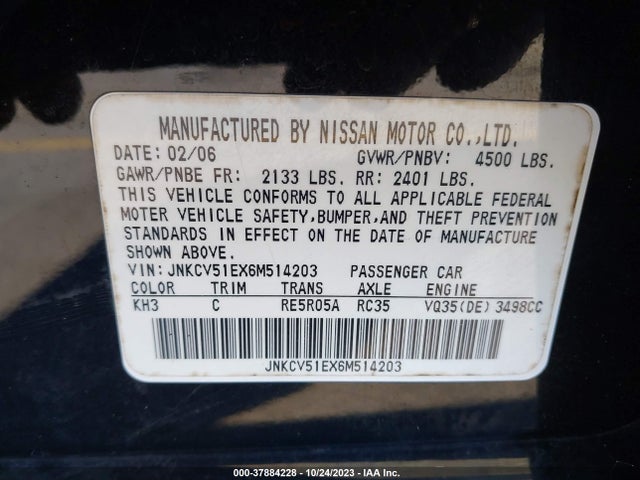 MANUFACTURED BY NISSAN MOTOR CO.,LTD.
DATE: 02/06 GVWR/PNBV: 4500 LBS.
GAWR/PNBE FR: 2133 LBS. RR: 2401 LBS.
THIS VEHICLE CONFORMS TO ALL APPLICABLE FEDERAL
MOTOR VEHICLE SAFETY,BUMPER,AND THEFT PREVENTION
STANDARDS IN EFFECT ON THE DATE OF MANUFACTURE
SHOWN ABOVE.
VIN: JNKCV51EX6M514203 PASSENGER CAR
COLOR TRIM TRANS AXLE ENGINE
KH3 C RE5R05A RC35 VQ35(DE) 3498CC
JNKCV51EX6M514203
000-37884228 - 10/24/2023 - IAA Inc.